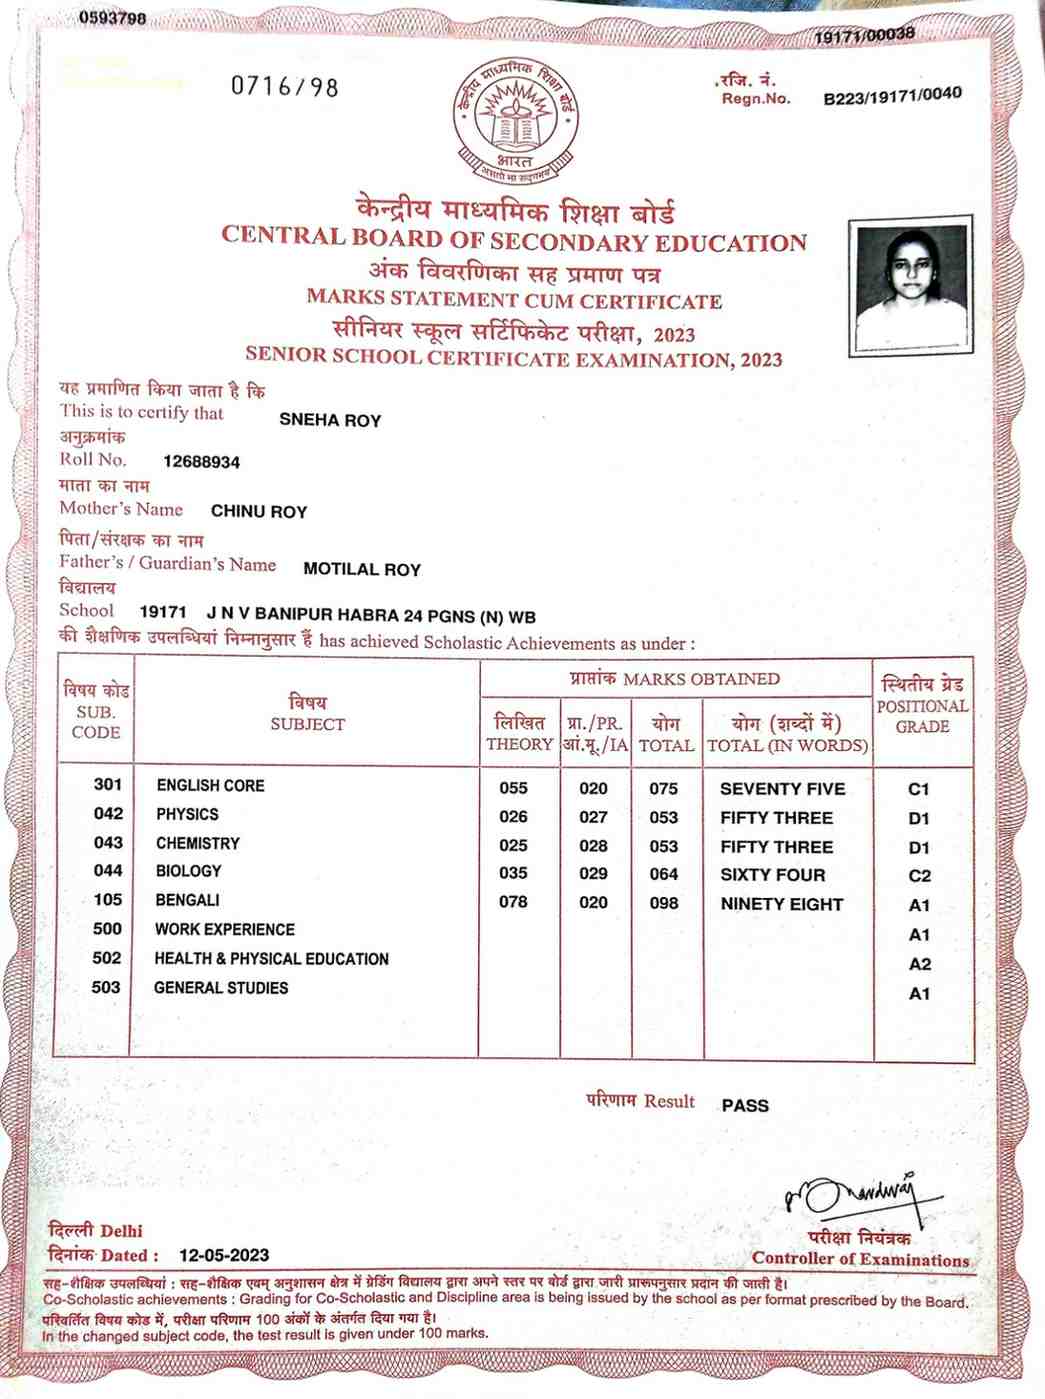 0593798
19171/00038
0716/98
रजि. नं.
Regn.No. B223/19171/0040
केन्द्रीय माध्यमिक शिक्षा बोर्ड
भारत
असतो मा सद्गमय
केन्द्रीय माध्यमिक शिक्षा बोर्ड
CENTRAL BOARD OF SECONDARY EDUCATION
अंक विवरणिका सह प्रमाण पत्र
MARKS STATEMENT CUM CERTIFICATE
सीनियर स्कूल सर्टिफिकेट परीक्षा, 2023
SENIOR SCHOOL CERTIFICATE EXAMINATION, 2023
यह प्रमाणित किया जाता है कि
This is to certify that SNEHA ROY
अनुक्रमांक
Roll No. 12688934
माता का नाम
Mother's Name CHINU ROY
पिता/संरक्षक का नाम
Father's / Guardian's Name MOTILAL ROY
विद्यालय
School 19171 J N V BANIPUR HABRA 24 PGNS (N) WB
की शैक्षणिक उपलब्धियां निम्नानुसार हैं has achieved Scholastic Achievements as under :
विषय कोड SUB. CODE
विषय SUBJECT
प्राप्तांक MARKS OBTAINED
लिखित THEORY
प्रा./PR. आं.मू./IA
योग TOTAL
योग (शब्दों में) TOTAL (IN WORDS)
स्थितीय ग्रेड POSITIONAL GRADE
301 ENGLISH CORE 055 020 075 SEVENTY FIVE C1
042 PHYSICS 026 027 053 FIFTY THREE D1
043 CHEMISTRY 025 028 053 FIFTY THREE D1
044 BIOLOGY 035 029 064 SIXTY FOUR C2
105 BENGALI 078 020 098 NINETY EIGHT A1
500 WORK EXPERIENCE A1
502 HEALTH & PHYSICAL EDUCATION A2
503 GENERAL STUDIES A1
परिणाम Result PASS
दिल्ली Delhi
दिनांक Dated : 12-05-2023
परीक्षा नियंत्रक
Controller of Examinations
सह-शैक्षिक उपलब्धियां : सह-शैक्षिक एवम् अनुशासन क्षेत्र में ग्रेडिंग विद्यालय द्वारा अपने स्तर पर बोर्ड द्वारा जारी प्रारूपनुसार प्रदान की जाती है।
Co-Scholastic achievements : Grading for Co-Scholastic and Discipline area is being issued by the school as per format prescribed by the Board.
परिवर्तित विषय कोड में, परीक्षा परिणाम 100 अंकों के अंतर्गत दिया गया है।
In the changed subject code, the test result is given under 100 marks.